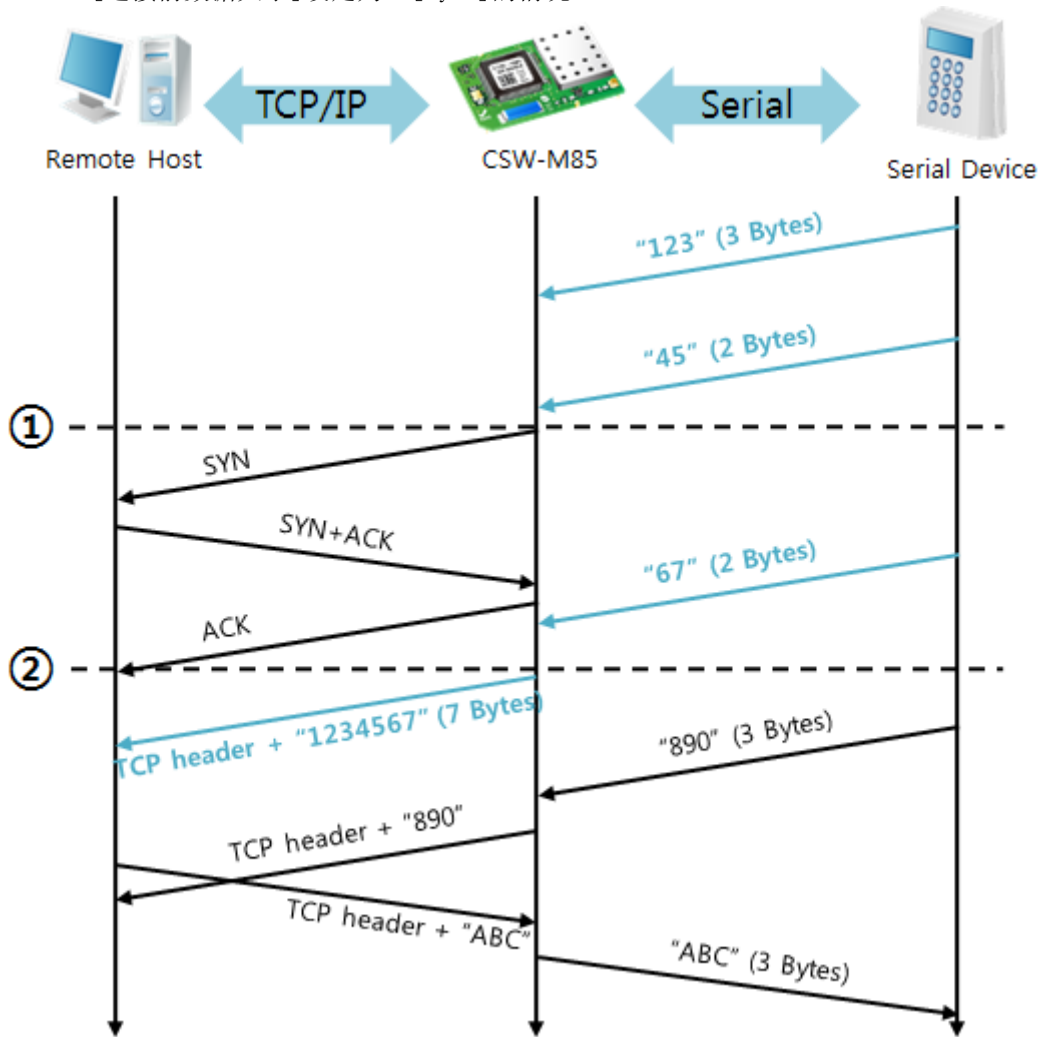 TCP/IP
Serial
Remote Host
CSW-M85
Serial Device
“123” (3 Bytes)
“45” (2 Bytes)
①
SYN
SYN+ACK
“67” (2 Bytes)
ACK
②
TCP header + “1234567” (7 Bytes)
“890” (3 Bytes)
TCP header + “890”
TCP header + “ABC”
“ABC” (3 Bytes)